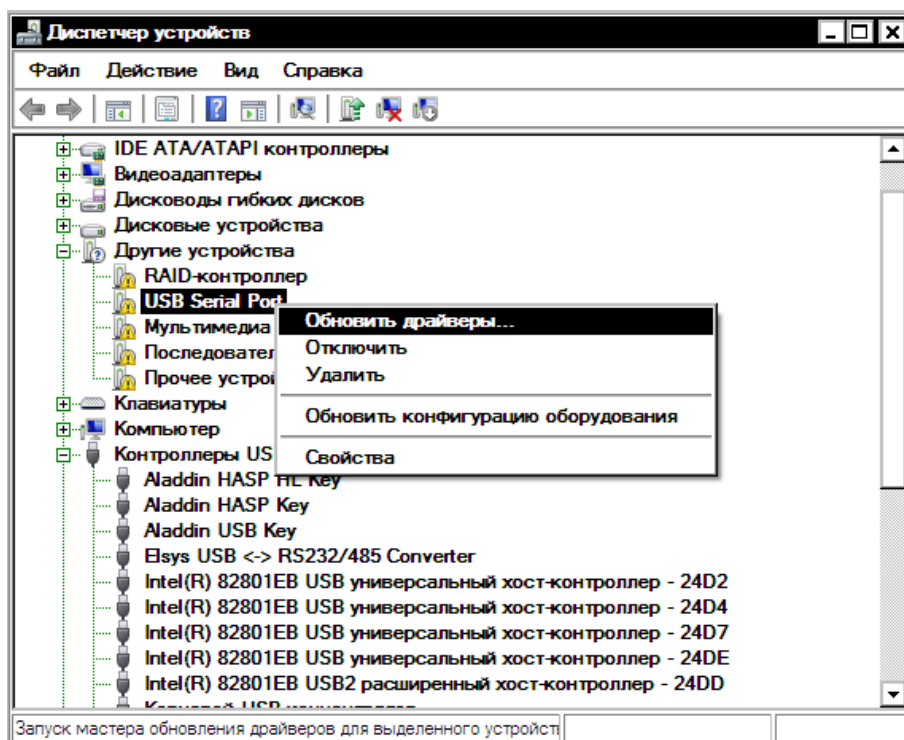 Диспетчер устройств
Файл Действие Вид Справка
IDE ATA/ATAPI контроллеры
Видеоадаптеры
Дисководы гибких дисков
Дисковые устройства
Другие устройства
RAID-контроллер
USB Serial Port
Обновить драйверы...
Мультимедиа
Отключить
Последовател
Удалить
Прочее устрой
Клавиатуры
Обновить конфигурацию оборудования
Компьютер
Контроллеры US
Свойства
Aladdin HASP HL Key
Aladdin HASP Key
Aladdin USB Key
Elsys USB <-> RS232/485 Converter
Intel(R) 82801EB USB универсальный хост-контроллер - 24D2
Intel(R) 82801EB USB универсальный хост-контроллер - 24D4
Intel(R) 82801EB USB универсальный хост-контроллер - 24D7
Intel(R) 82801EB USB универсальный хост-контроллер - 24DE
Intel(R) 82801EB USB2 расширенный хост-контроллер - 24DD
Запуск мастера обновления драйверов для выделенного устройст